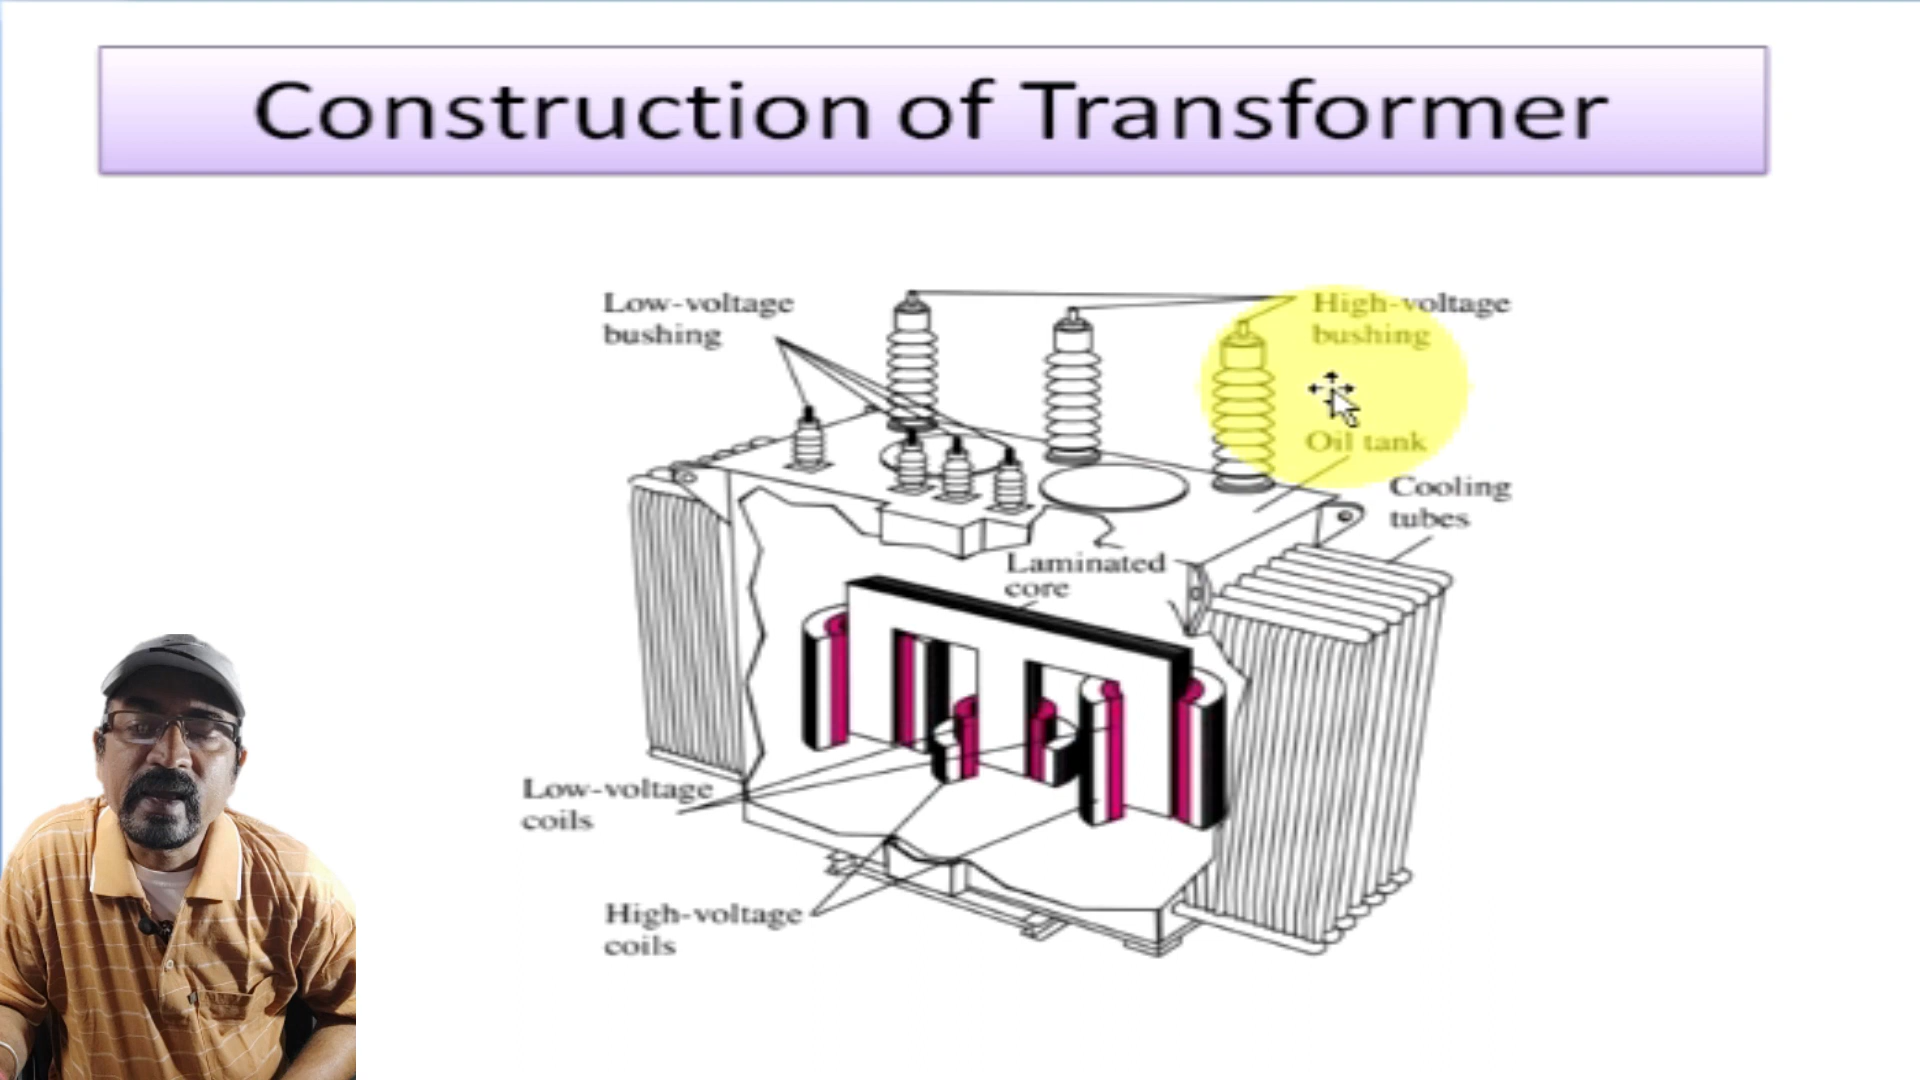 Construction of Transformer
Low-voltage
bushing
High-voltage
bushing
Oil tank
Cooling
tubes
Laminated
core
Low-voltage
coils
High-voltage
coils